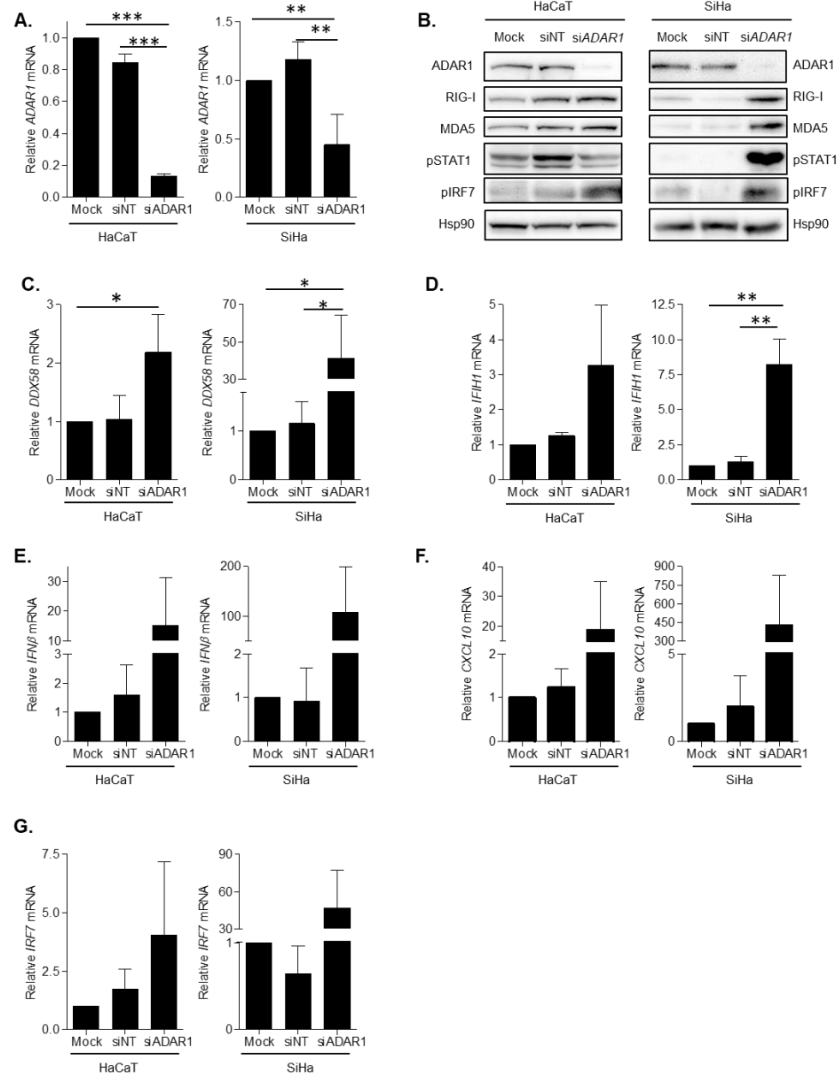 A.
***
***
Relative ADAR1 mRNA
1.0
0.8
0.6
0.4
0.2
0.0
Mock siNT siADAR1
HaCaT
**
**
Relative ADAR1 mRNA
1.5
1.0
0.5
0.0
Mock siNT siADAR1
SiHa
B.
HaCaT SiHa
Mock siNT siADAR1 Mock siNT siADAR1
ADAR1 ADAR1
RIG-I RIG-I
MDA5 MDA5
pSTAT1 pSTAT1
pIRF7 pIRF7
Hsp90 Hsp90
C.
*
Relative DDX58 mRNA
3
2
1
0
Mock siNT siADAR1
HaCaT
*
*
Relative DDX58 mRNA
70
50
30
1
0
Mock siNT siADAR1
SiHa
D.
Relative IFIH1 mRNA
5
4
3
2
1
0
Mock siNT siADAR1
HaCaT
**
**
Relative IFIH1 mRNA
12.5
10.0
7.5
5.0
2.5
0.0
Mock siNT siADAR1
SiHa
E.
Relative IFNβ mRNA
40
30
20
10
3
2
1
0
Mock siNT siADAR1
HaCaT
Relative IFNβ mRNA
200
100
2
1
0
Mock siNT siADAR1
SiHa
F.
Relative CXCL10 mRNA
40
20
2
1
0
Mock siNT siADAR1
HaCaT
Relative CXCL10 mRNA
900
750
600
450
300
5
0
Mock siNT siADAR1
SiHa
G.
Relative IRF7 mRNA
7.5
5.0
2.5
0.0
Mock siNT siADAR1
HaCaT
Relative IRF7 mRNA
90
60
30
1
0
Mock siNT siADAR1
SiHa